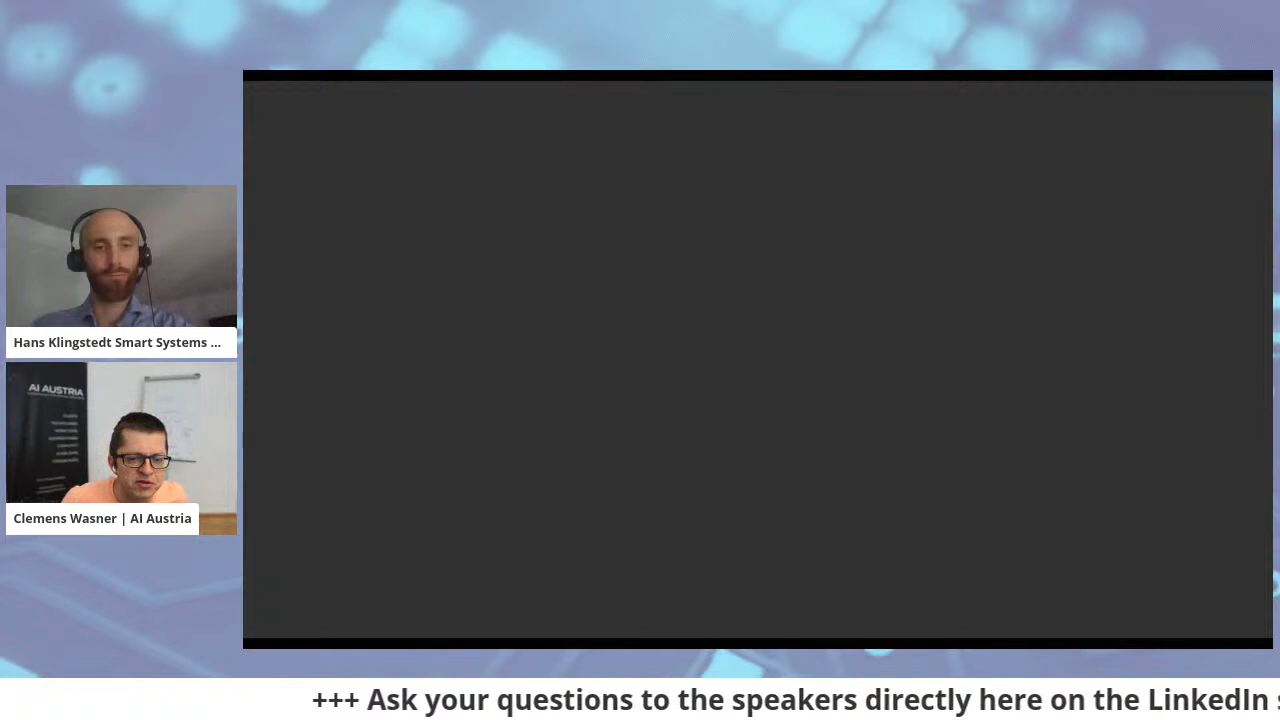 AI AUSTRIA
Hans Klingstedt Smart Systems ...
Clemens Wasner | AI Austria
+++ Ask your questions to the speakers directly here on the LinkedIn